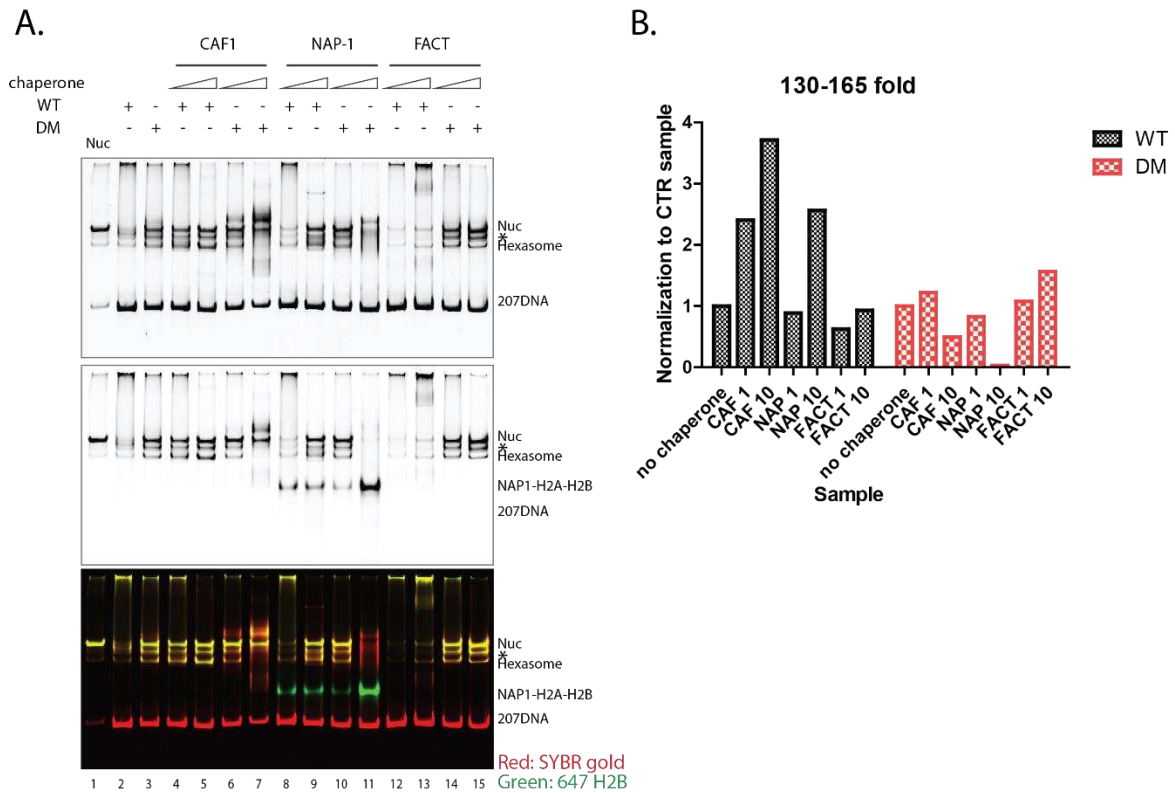 A.
CAF1 NAP-1 FACT
chaperone
WT + - + + - - + + - - + + - -
DM - + - - + + - - + + - - + +
Nuc
Nuc
*
Hexasome
207DNA
Nuc
*
Hexasome
NAP1-H2A-H2B
207DNA
Nuc
*
Hexasome
NAP1-H2A-H2B
207DNA
Red: SYBR gold
Green: 647 H2B
1 2 3 4 5 6 7 8 9 10 11 12 13 14 15
B.
130-165 fold
Normalization to CTR sample
4
3
2
1
0
no chaperone
CAF 1
CAF 10
NAP 1
NAP 10
FACT 1
FACT 10
no chaperone
CAF 1
CAF 10
NAP 1
NAP 10
FACT 1
FACT 10
Sample
WT
DM